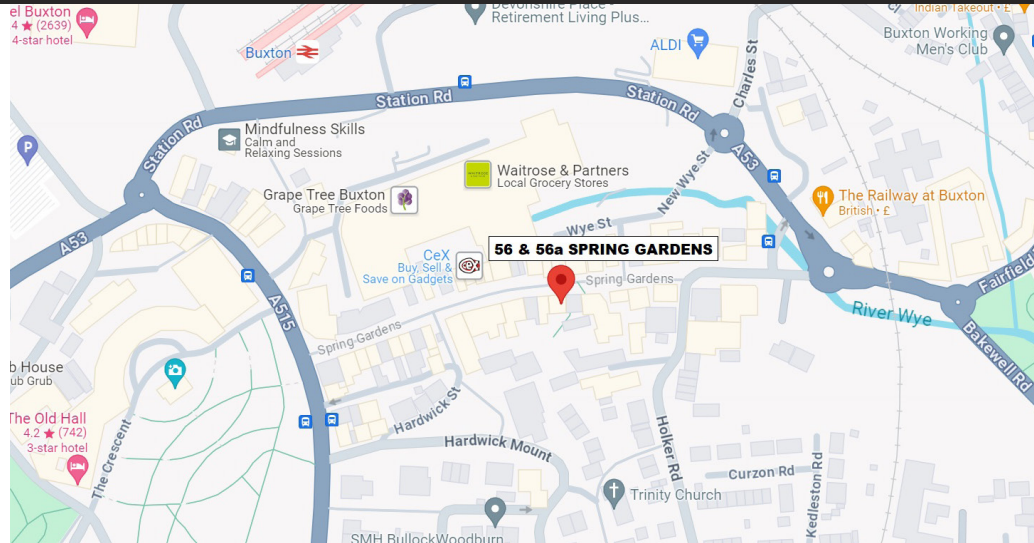 el Buxton
4 ★ (2639)
4-star hotel
Devonshire Place -
Retirement Living Plus...
Indian Takeout • £
Buxton Working
Men's Club
Buxton
ALDI
Charles St
Station Rd
Station Rd
Station Rd
Mindfulness Skills
Calm and
Relaxing Sessions
P
A53
Waitrose & Partners
Local Grocery Stores
New Wye St
Grape Tree Buxton
Grape Tree Foods
The Railway at Buxton
British • £
Wye St
A53
CeX
Buy, Sell &
Save on Gadgets
56 & 56a SPRING GARDENS
Spring Gardens
Fairfield
A515
River Wye
Spring Gardens
Bakewell Rd
b House
ub Grub
The Old Hall
4.2 ★ (742)
3-star hotel
The Crescent
Hardwick St
Hardwick Mount
Holker Rd
Curzon Rd
Kedleston Rd
Trinity Church
SMH BullockWoodburn